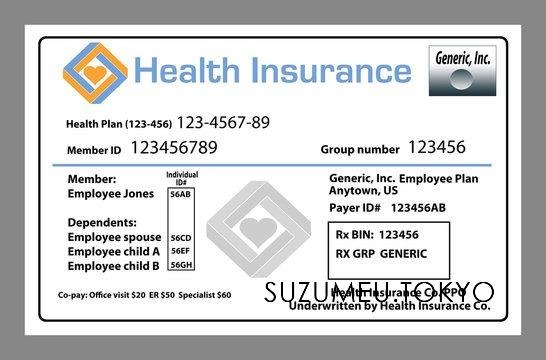 Health Insurance
Generic, Inc.
Health Plan (123-456) 123-4567-89
Member ID 123456789
Group number 123456
Individual
ID#
Member:
Employee Jones 56AB
Dependents:
Employee spouse 56CD
Employee child A 56EF
Employee child B 56GH
Generic, Inc. Employee Plan
Anytown, US
Payer ID# 123456AB
Rx BIN: 123456
RX GRP GENERIC
Co-pay: Office visit $20 ER $50 Specialist $60
SUZUMEU.TOKYO
Health Insurance Co. PPO
Underwritten by Health Insurance Co.